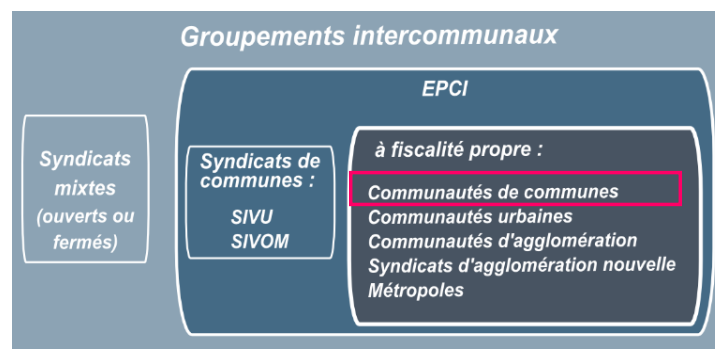 Groupements intercommunaux
EPCI
Syndicats
mixtes
(ouverts ou
fermés)
Syndicats de
communes :
SIVU
SIVOM
à fiscalité propre :
Communautés de communes
Communautés urbaines
Communautés d'agglomération
Syndicats d'agglomération nouvelle
Métropoles